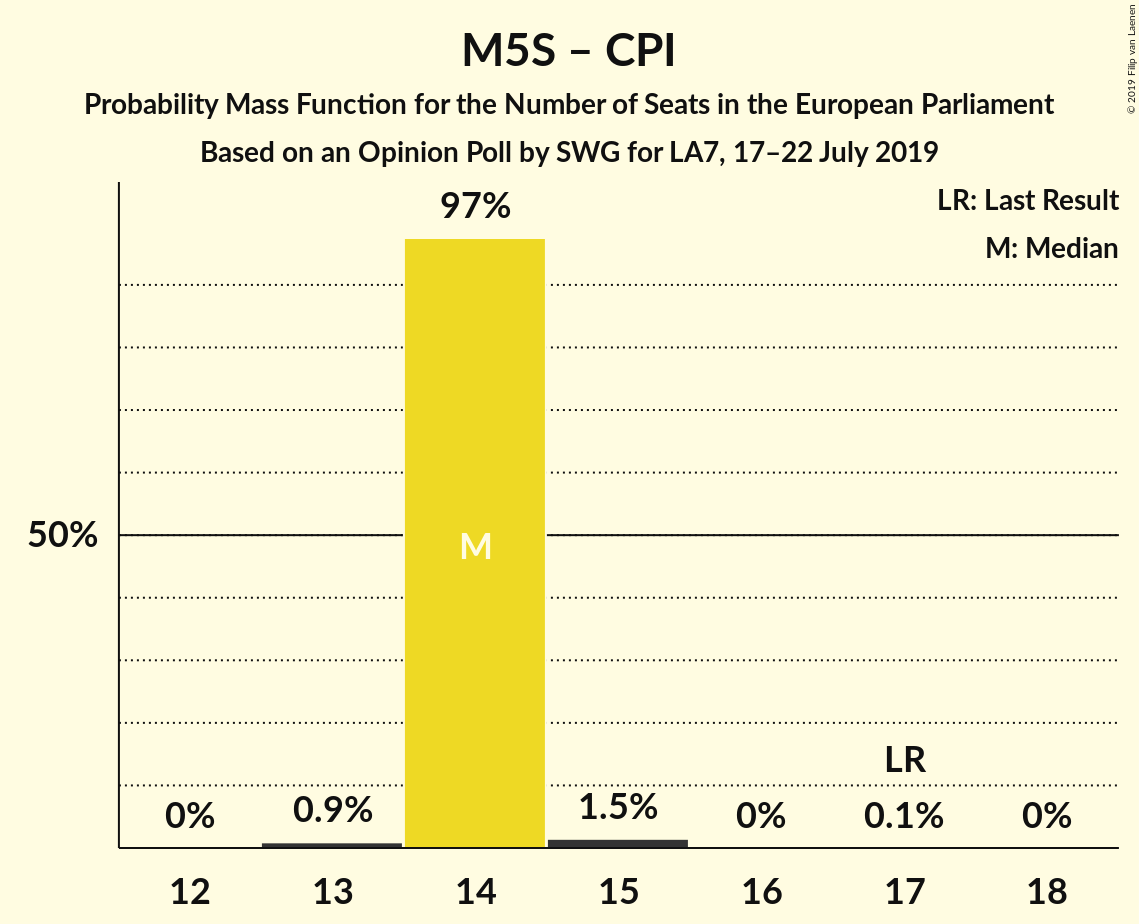 M5S – CPI
Probability Mass Function for the Number of Seats in the European Parliament
Based on an Opinion Poll by SWG for LA7, 17–22 July 2019
© 2019 Filip van Laenen
LR: Last Result
M: Median
97%
50%
M
LR
0%
0.9%
1.5%
0%
0.1%
0%
12
13
14
15
16
17
18